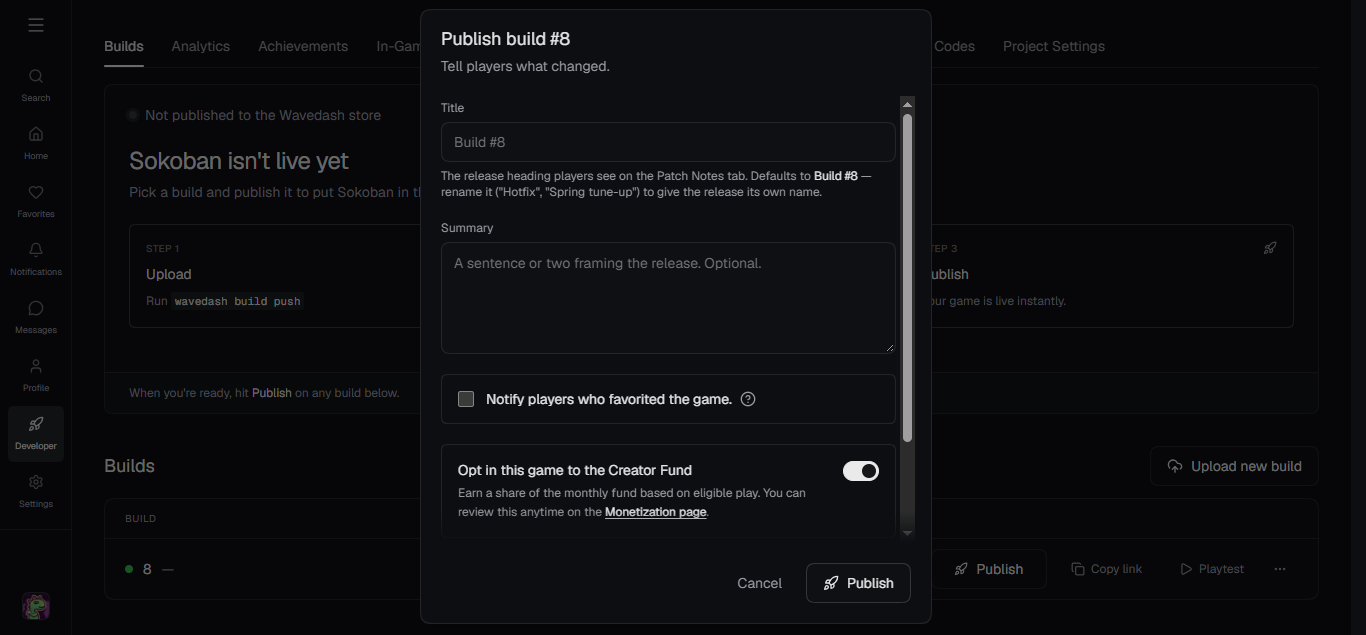 Search
Home
Favorites
Notifications
Messages
Profile
Developer
Settings
Builds Analytics Achievements Codes Project Settings
Not published to the Wavedash store
Sokoban isn't live yet
Pick a build and publish it to put Sokoban in
STEP 1
Upload
Run wavedash build push
Your game is live instantly.
When you're ready, hit Publish on any build below.
Builds
Upload new build
BUILD
8 —
Publish Copy link Playtest ...
Publish build #8
Tell players what changed.
Title
Build #8
The release heading players see on the Patch Notes tab. Defaults to Build #8 —
rename it ("Hotfix", "Spring tune-up") to give the release its own name.
Summary
A sentence or two framing the release. Optional.
Notify players who favorited the game. ?
Opt in this game to the Creator Fund
Earn a share of the monthly fund based on eligible play. You can
review this anytime on the Monetization page.
Cancel
Publish